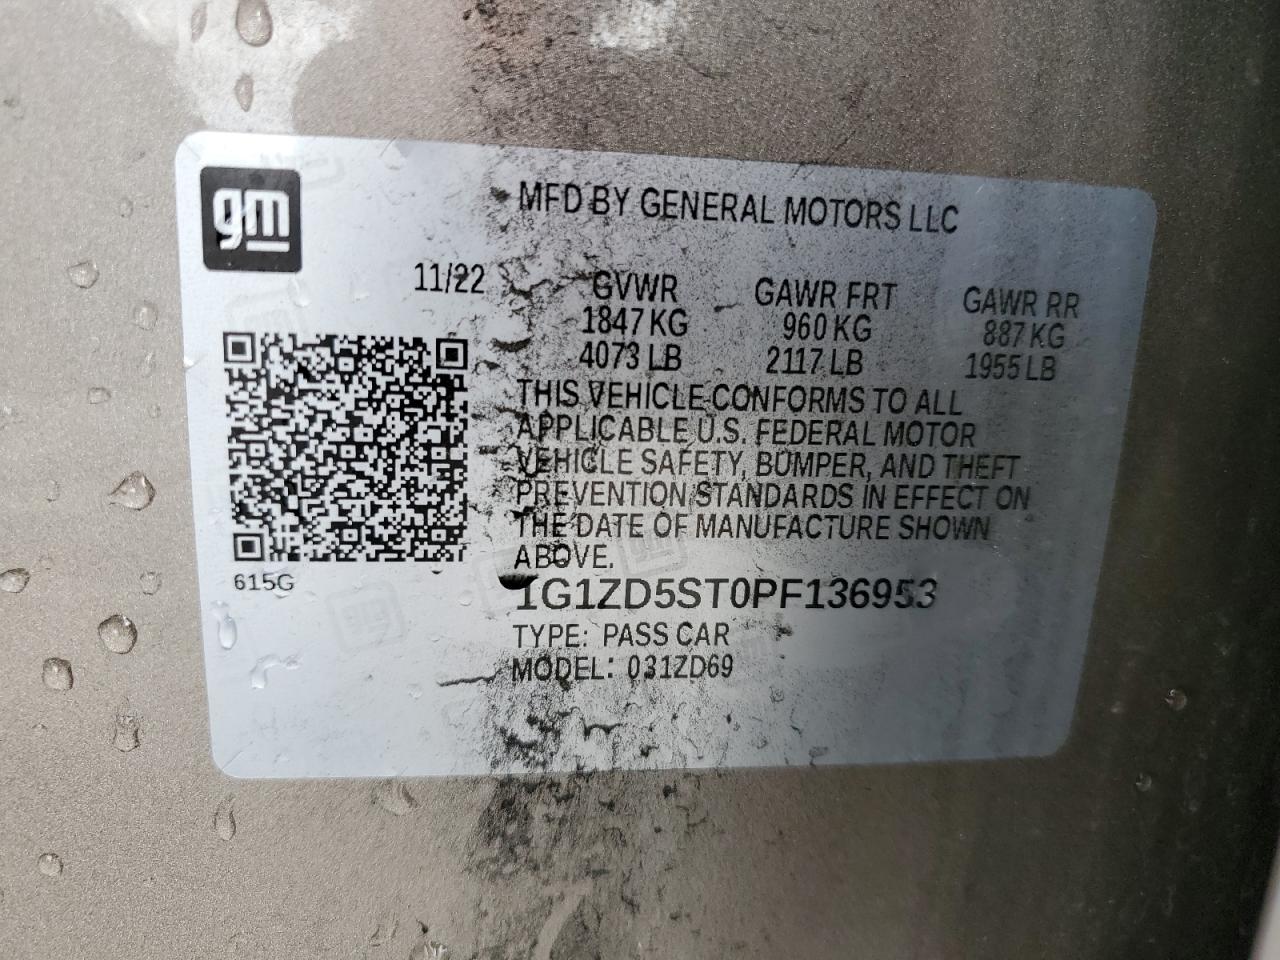 gm
MFD BY GENERAL MOTORS LLC
11/22
GVWR GAWR FRT GAWR RR
1847 KG 960 KG 887 KG
4073 LB 2117 LB 1955 LB
THIS VEHICLE CONFORMS TO ALL
APPLICABLE U.S. FEDERAL MOTOR
VEHICLE SAFETY, BUMPER, AND THEFT
PREVENTION STANDARDS IN EFFECT ON
THE DATE OF MANUFACTURE SHOWN
ABOVE.
615G
1G1ZD5ST0PF136953
TYPE: PASS CAR
MODEL: 031ZD69